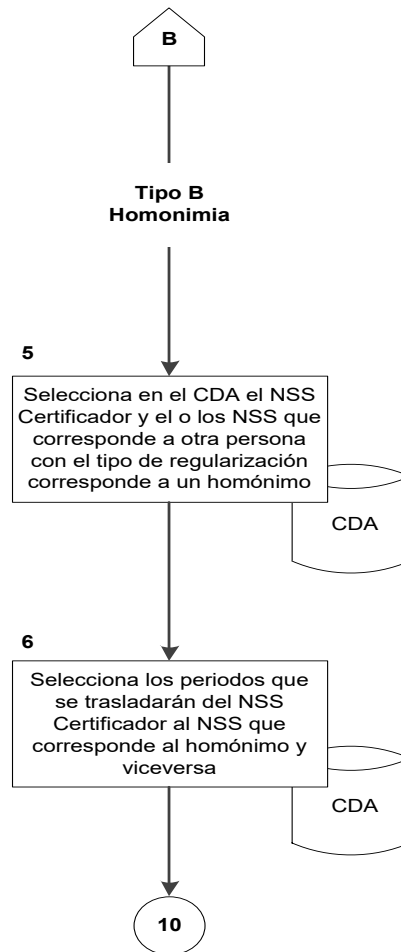 B
Tipo B
Homonimia
5
Selecciona en el CDA el NSS
Certificador y el o los NSS que
corresponde a otra persona
con el tipo de regularización
corresponde a un homónimo
CDA
6
Selecciona los periodos que
se trasladarán del NSS
Certificador al NSS que
corresponde al homónimo y
viceversa
CDA
10